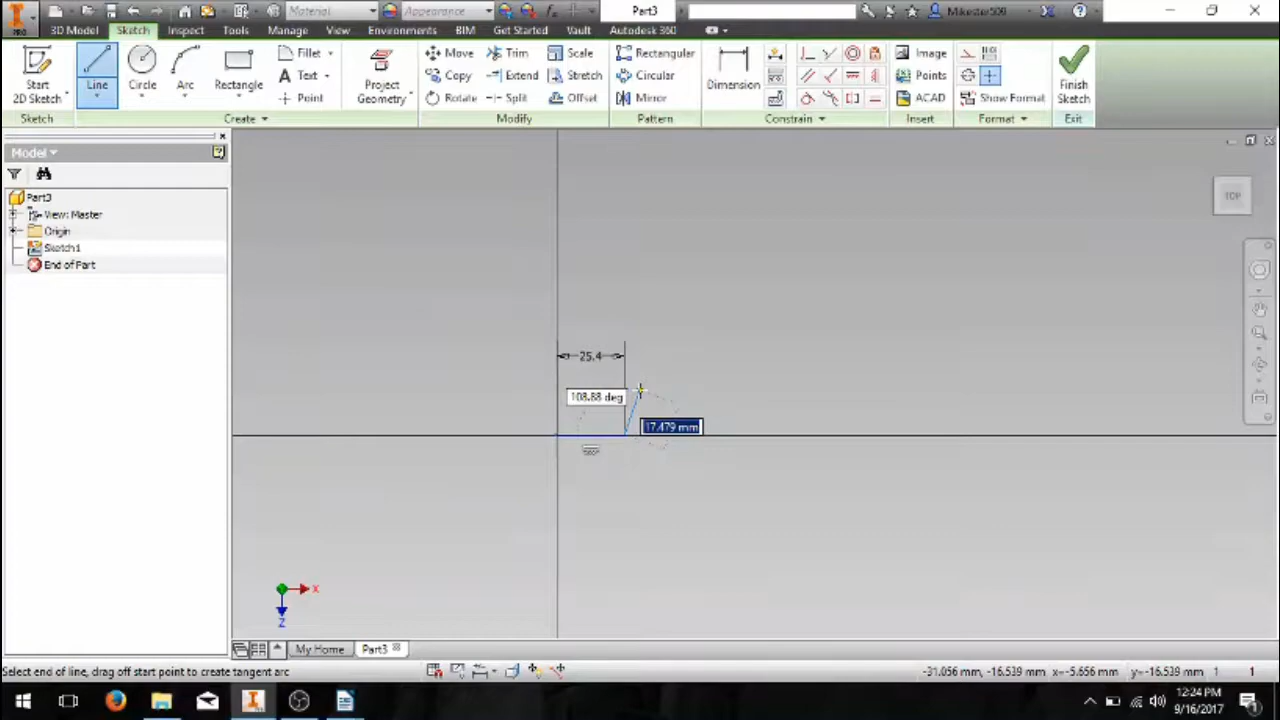 Material Appearance fx Part3 Mikester509
PRO 3D Model Sketch Inspect Tools Manage View Environments BIM Get Started Vault Autodesk 360
Fillet Move Trim Scale Rectangular Image
Start 2D Sketch Line Circle Arc Rectangle Text Project Geometry Copy Extend Stretch Circular Dimension Points Finish Sketch
Point Rotate Split Offset Mirror ACAD Show Format
Sketch Create Modify Pattern Constrain Insert Format Exit
Model
Part3
View: Master
Origin
Sketch1
End of Part
TOP
25.4
108.88 deg
17.479 mm
X
Z
My Home Part3
Select end of line, drag off start point to create tangent arc -31.056 mm, -16.539 mm x=-5.656 mm y=-16.539 mm 1 1
12:24 PM
9/16/2017
1